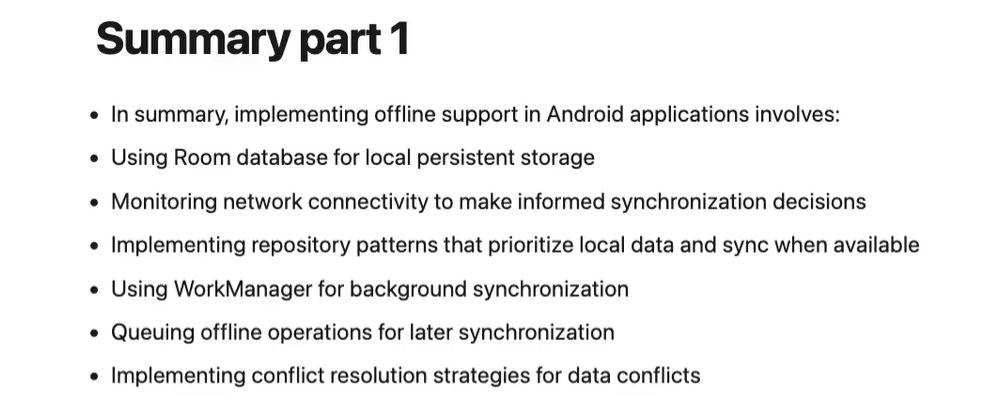 Summary part 1
• In summary, implementing offline support in Android applications involves:
• Using Room database for local persistent storage
• Monitoring network connectivity to make informed synchronization decisions
• Implementing repository patterns that prioritize local data and sync when available
• Using WorkManager for background synchronization
• Queuing offline operations for later synchronization
• Implementing conflict resolution strategies for data conflicts